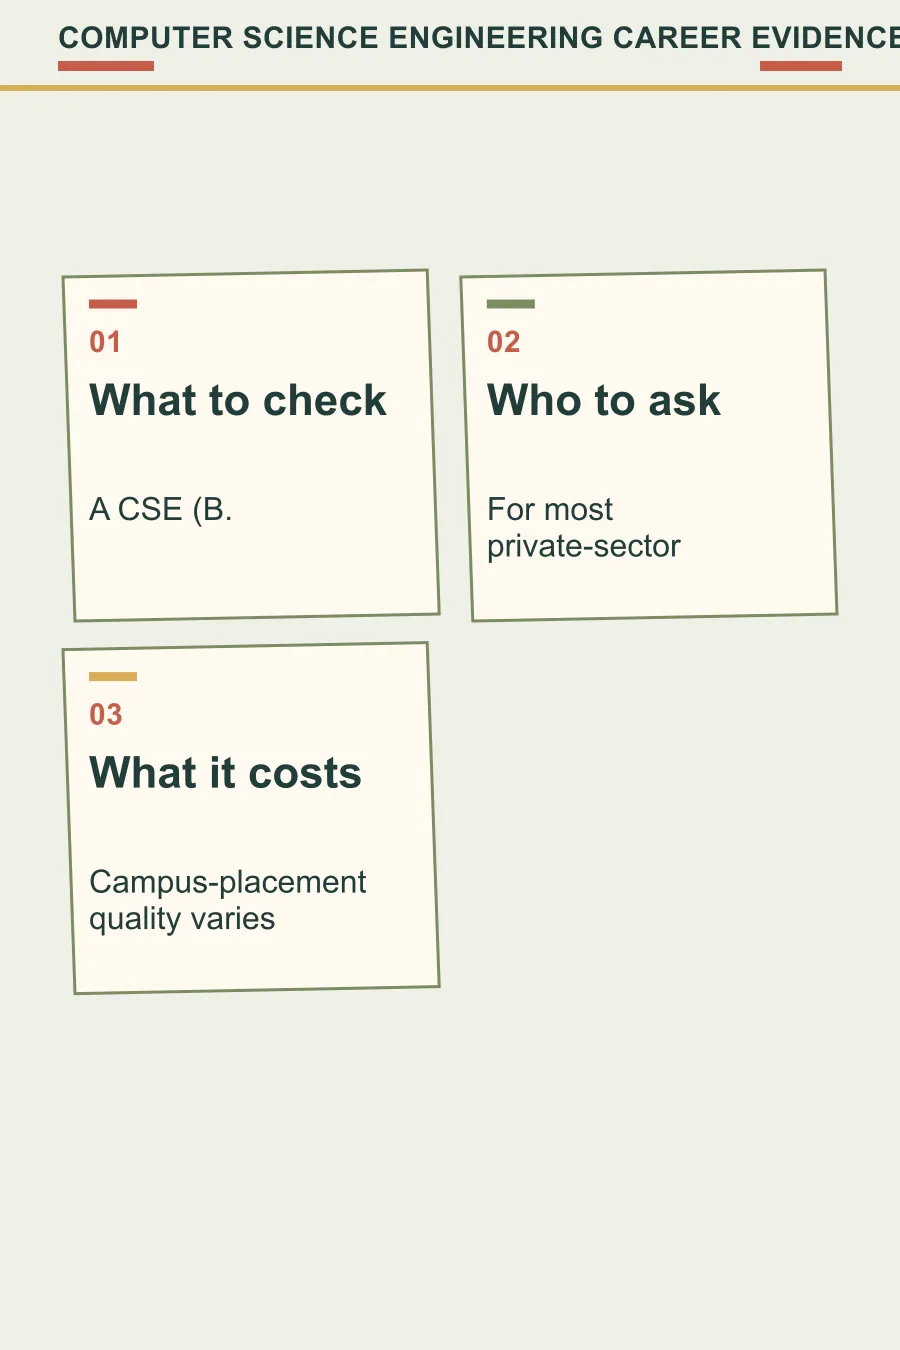 COMPUTER SCIENCE ENGINEERING CAREER EVIDENCE
01
What to check
A CSE (B.
02
Who to ask
For most
private-sector
03
What it costs
Campus-placement
quality varies